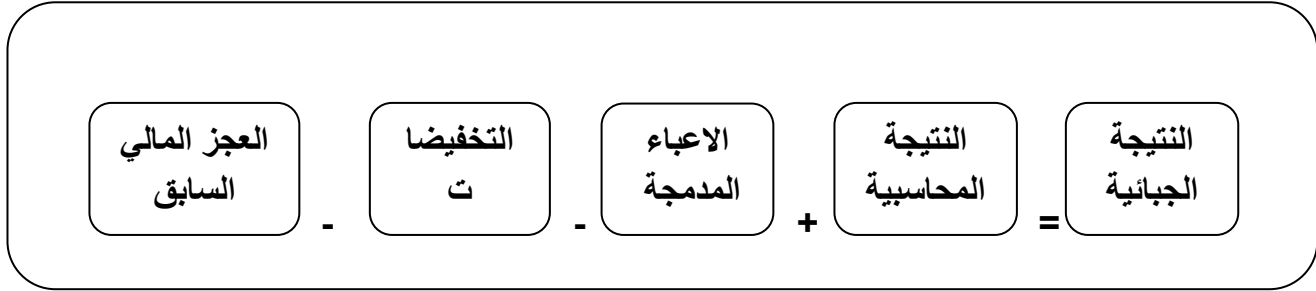 النتيجة
الجبائية
=
النتيجة
المحاسبية
+
الاعباء
المدمجة
-
التخفيضا
ت
-
العجز المالي
السابق